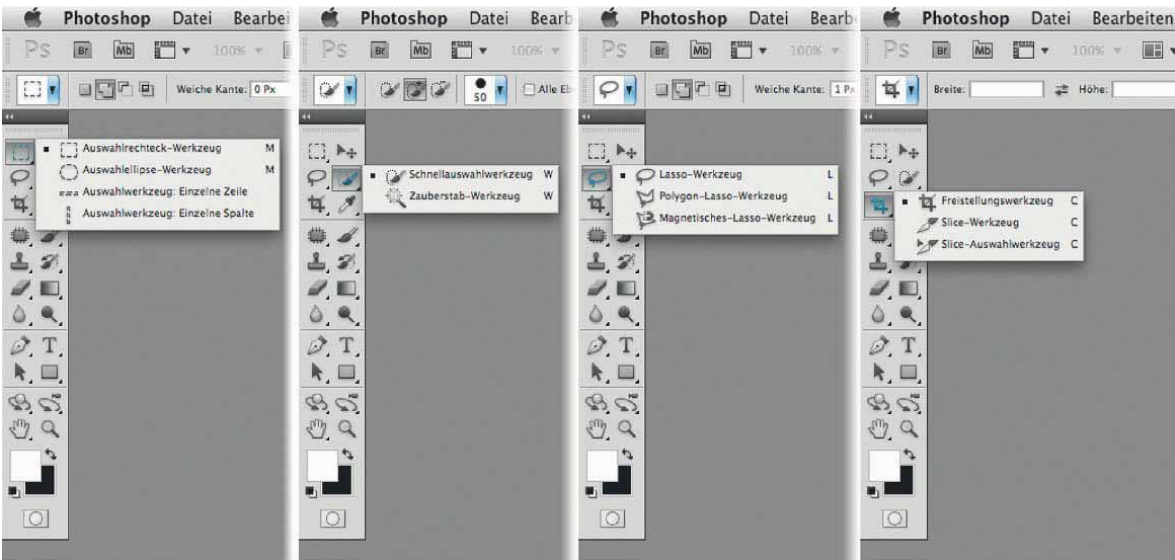 Photoshop Datei Bearbei
Ps Br Mb 100%
Weiche Kante: 0 Px
Auswahlrechteck-Werkzeug M
Auswahlellipse-Werkzeug M
Auswahlwerkzeug: Einzelne Zeile
Auswahlwerkzeug: Einzelne Spalte
T
Photoshop Datei Bearb
Ps Br Mb 100%
50 Alle Eb
Schnellauswahlwerkzeug W
Zauberstab-Werkzeug W
T
Photoshop Datei Bearb
Ps Br Mb 100%
Weiche Kante: 1 Px
Lasso-Werkzeug L
Polygon-Lasso-Werkzeug L
Magnetisches-Lasso-Werkzeug L
T
Photoshop Datei Bearbeiten
Ps Br Mb 100%
Breite: Höhe:
Freistellungswerkzeug C
Slice-Werkzeug C
Slice-Auswahlwerkzeug C
T